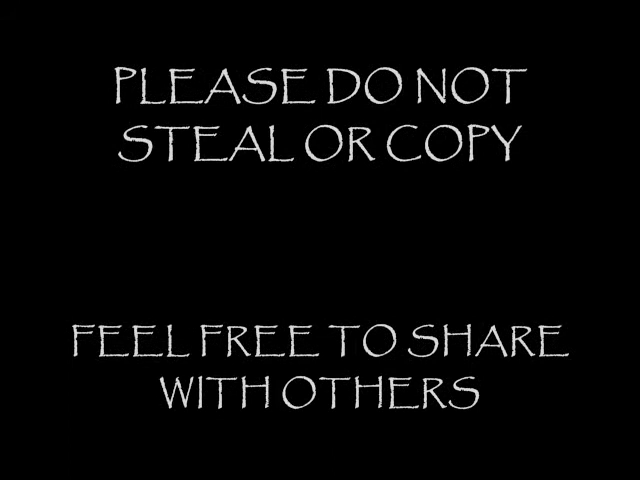 PLEASE DO NOT
STEAL OR COPY
FEEL FREE TO SHARE
WITH OTHERS